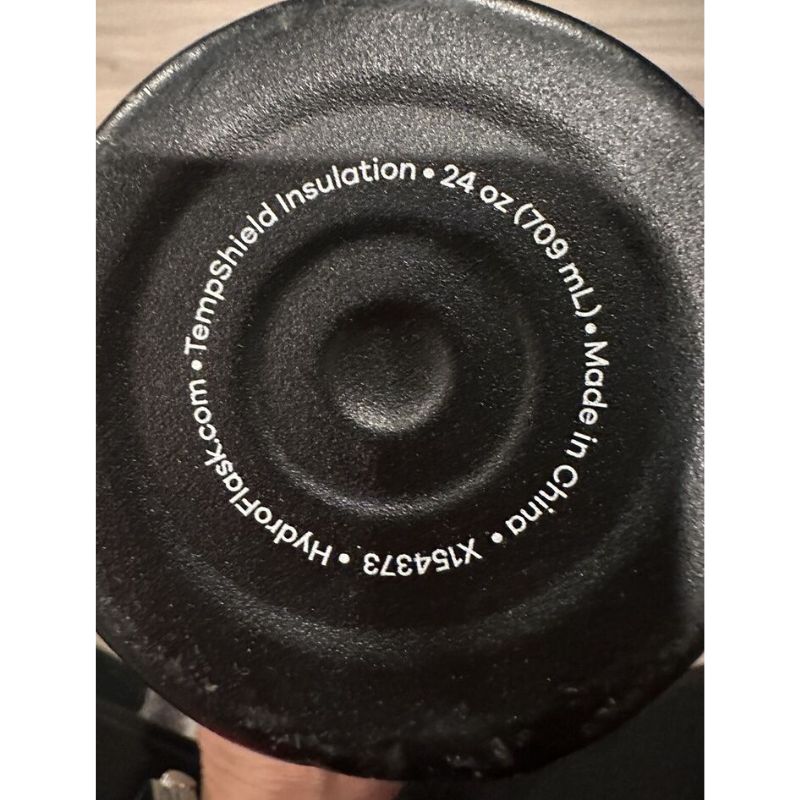 TempShield Insulation • 24 oz (709 mL) • Made in China • X154373 • HydroFlask.com •